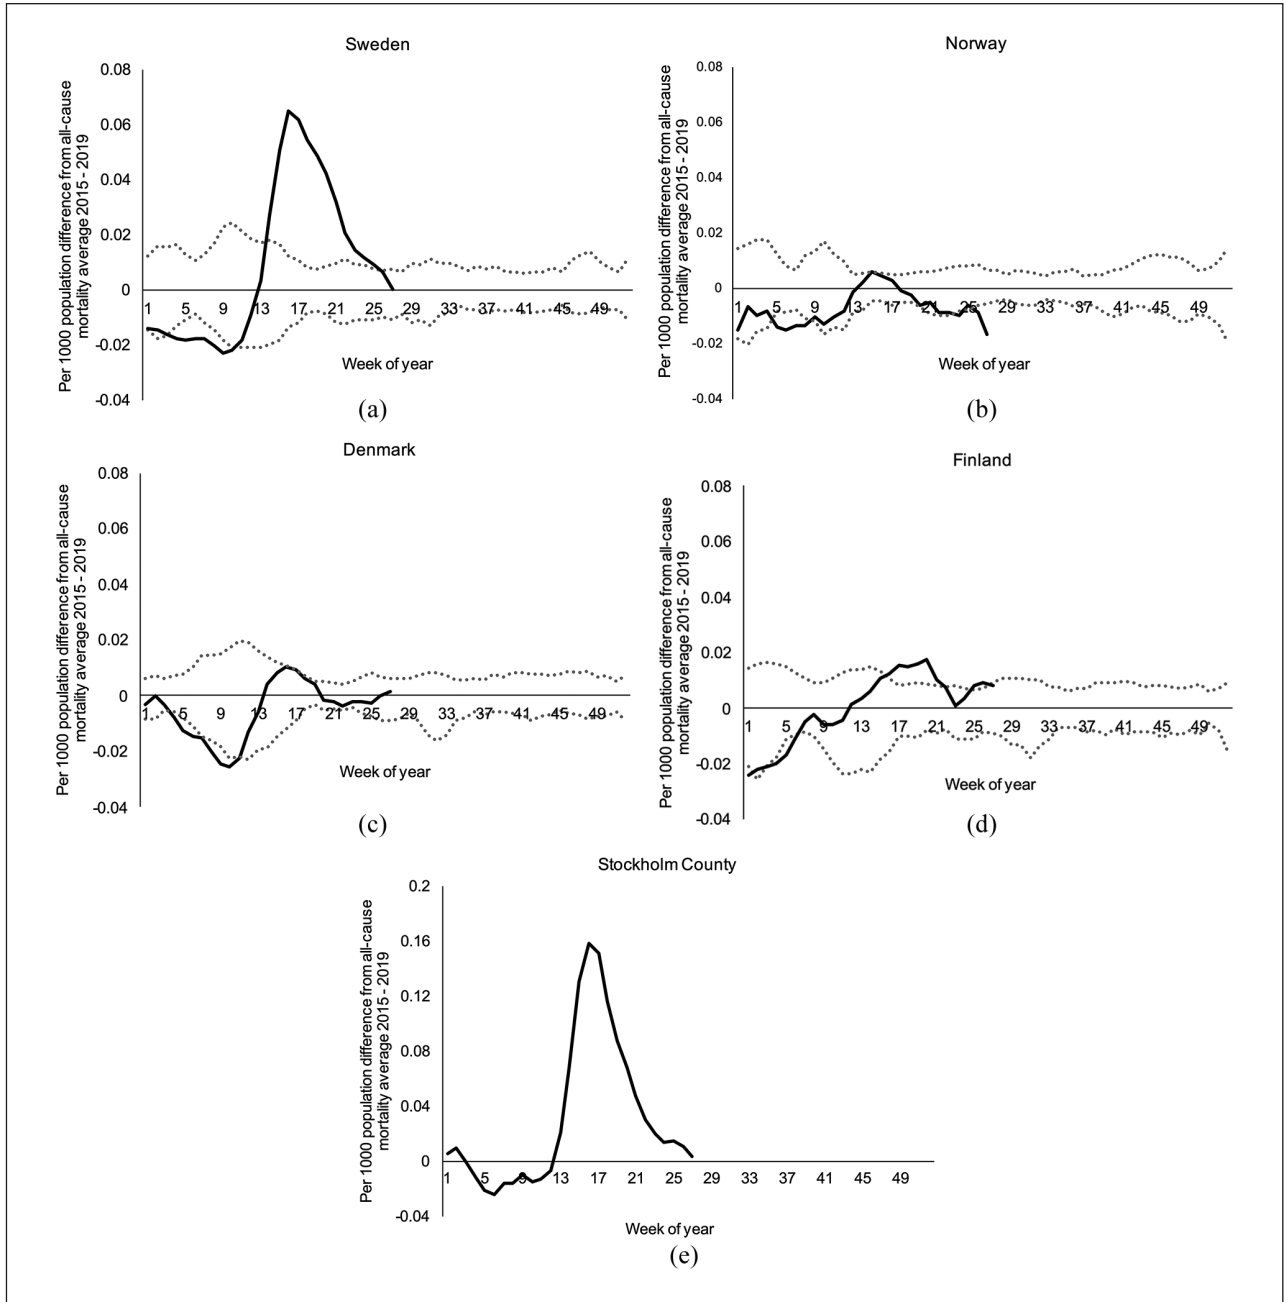 Sweden
Per 1000 population difference from all-cause
mortality average 2015 - 2019
0.08
0.06
0.04
0.02
0
-0.02
-0.04
1 5 9 13 17 21 25 29 33 37 41 45 49
Week of year
(a)
Norway
Per 1000 population difference from all-cause
mortality average 2015 - 2019
0.08
0.06
0.04
0.02
0
-0.02
-0.04
1 5 9 13 17 21 25 29 33 37 41 45 49
Week of year
(b)
Denmark
Per 1000 population difference from all-cause
mortality average 2015 - 2019
0.08
0.06
0.04
0.02
0
-0.02
-0.04
1 5 9 13 17 21 25 29 33 37 41 45 49
Week of year
(c)
Finland
Per 1000 population difference from all-cause
mortality average 2015 - 2019
0.08
0.06
0.04
0.02
0
-0.02
-0.04
1 5 9 13 17 21 25 29 33 37 41 45 49
Week of year
(d)
Stockholm County
Per 1000 population difference from all-cause
mortality average 2015 - 2019
0.2
0.16
0.12
0.08
0.04
0
-0.04
1 5 9 13 17 21 25 29 33 37 41 45 49
Week of year
(e)